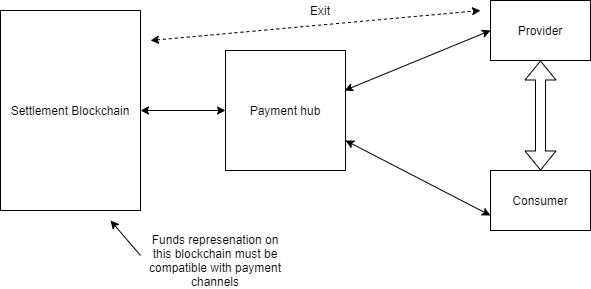 Exit
Provider
Settlement Blockchain
Payment hub
Consumer
Funds represenation on
this blockchain must be
compatible with payment
channels